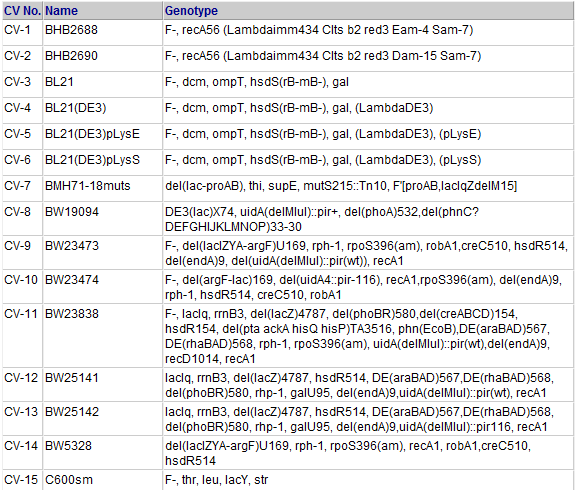 CV No. Name Genotype
CV-1 BHB2688 F-, recA56 (Lambdaimm434 Clts b2 red3 Eam-4 Sam-7)
CV-2 BHB2690 F-, recA56 (Lambdaimm434 Clts b2 red3 Dam-15 Sam-7)
CV-3 BL21 F-, dcm, ompT, hsdS(rB-mB-), gal
CV-4 BL21(DE3) F-, dcm, ompT, hsdS(rB-mB-), gal, (LambdaDE3)
CV-5 BL21(DE3)pLysE F-, dcm, ompT, hsdS(rB-mB-), gal, (LambdaDE3), (pLysE)
CV-6 BL21(DE3)pLysS F-, dcm, ompT, hsdS(rB-mB-), gal, (LambdaDE3), (pLysS)
CV-7 BMH71-18muts del(lac-proAB), thi, supE, mutS215::Tn10, F'[proAB,lacIqZdelM15]
CV-8 BW19094 DE3(lac)X74, uidA(delMluI)::pir+, del(phoA)532,del(phnC?
DEFGHIJKLMNOP)33-30
CV-9 BW23473 F-, del(lacIZYA-argF)U169, rph-1, rpoS396(am), robA1,creC510, hsdR514,
del(endA)9, del(uidA(delMluI)::pir(wt)), recA1
CV-10 BW23474 F-, del(argF-lac)169, del(uidA4::pir-116), recA1,rpoS396(am), del(endA)9,
rph-1, hsdR514, creC510, robA1
CV-11 BW23838 F-, lacIq, rrnB3, del(lacZ)4787, del(phoBR)580,del(creABCD)154,
hsdR154, del(pta ackA hisQ hisP)TA3516, phn(EcoB),DE(araBAD)567,
DE(rhaBAD)568, rph-1, rpoS396(am), uidA(delMluI)::pir(wt),del(endA)9,
recD1014, recA1
CV-12 BW25141 lacIq, rrnB3, del(lacZ)4787, hsdR514, DE(araBAD)567,DE(rhaBAD)568,
del(phoBR)580, rhp-1, galU95, del(endA)9,uidA(delMluI)::pir(wt), recA1
CV-13 BW25142 lacIq, rrnB3, del(lacZ)4787, hsdR514, DE(araBAD)567,DE(rhaBAD)568,
del(phoBR)580, rhp-1, galU95, del(endA)9,uidA(delMluI)::pir116, recA1
CV-14 BW5328 del(lacIZYA-argF)U169, rph-1, rpoS396(am), recA1, robA1,creC510,
hsdR514
CV-15 C600sm F-, thr, leu, lacY, str